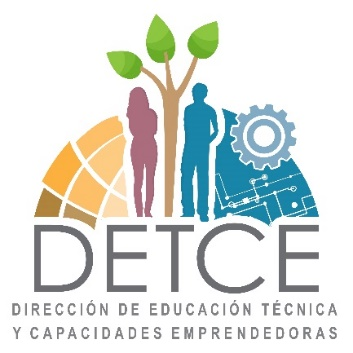 DETCE
DIRECCIÓN DE EDUCACIÓN TÉCNICA
Y CAPACIDADES EMPRENDEDORAS